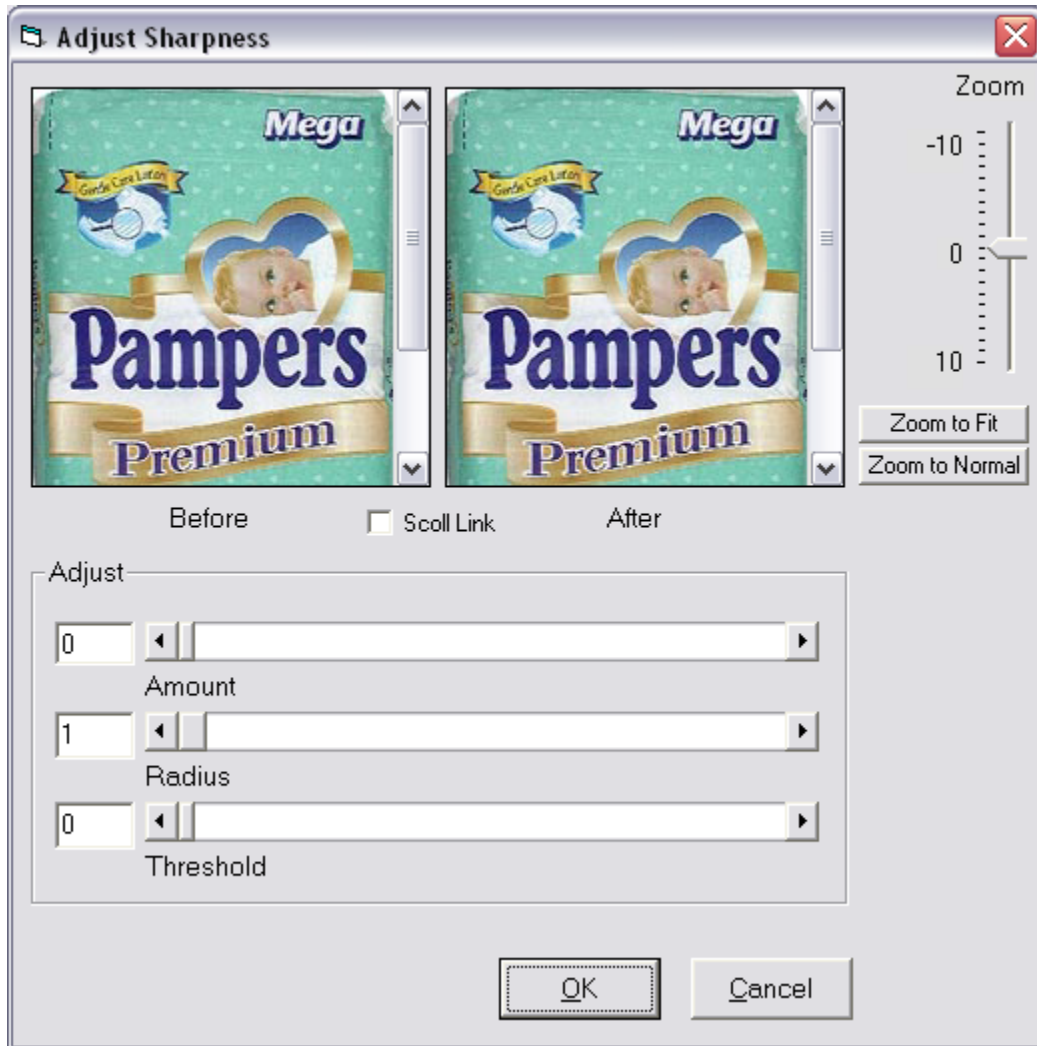 Adjust Sharpness
Mega
Gentle Care Lotion
Pampers
Premium
Mega
Gentle Care Lotion
Pampers
Premium
Zoom
-10
0
10
Zoom to Fit
Zoom to Normal
Before
Scoll Link
After
Adjust
0
Amount
1
Radius
0
Threshold
OK
Cancel